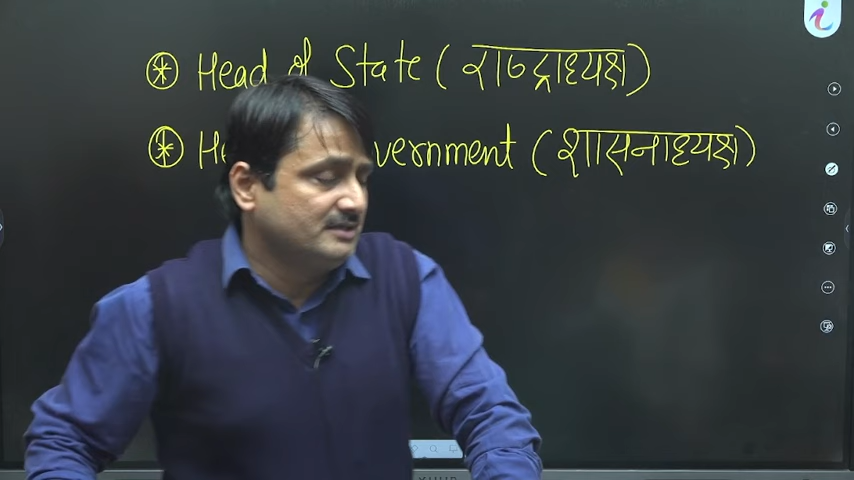 * Head of State (राष्ट्राध्यक्ष)
* He vernment (शासनाध्यक्ष)